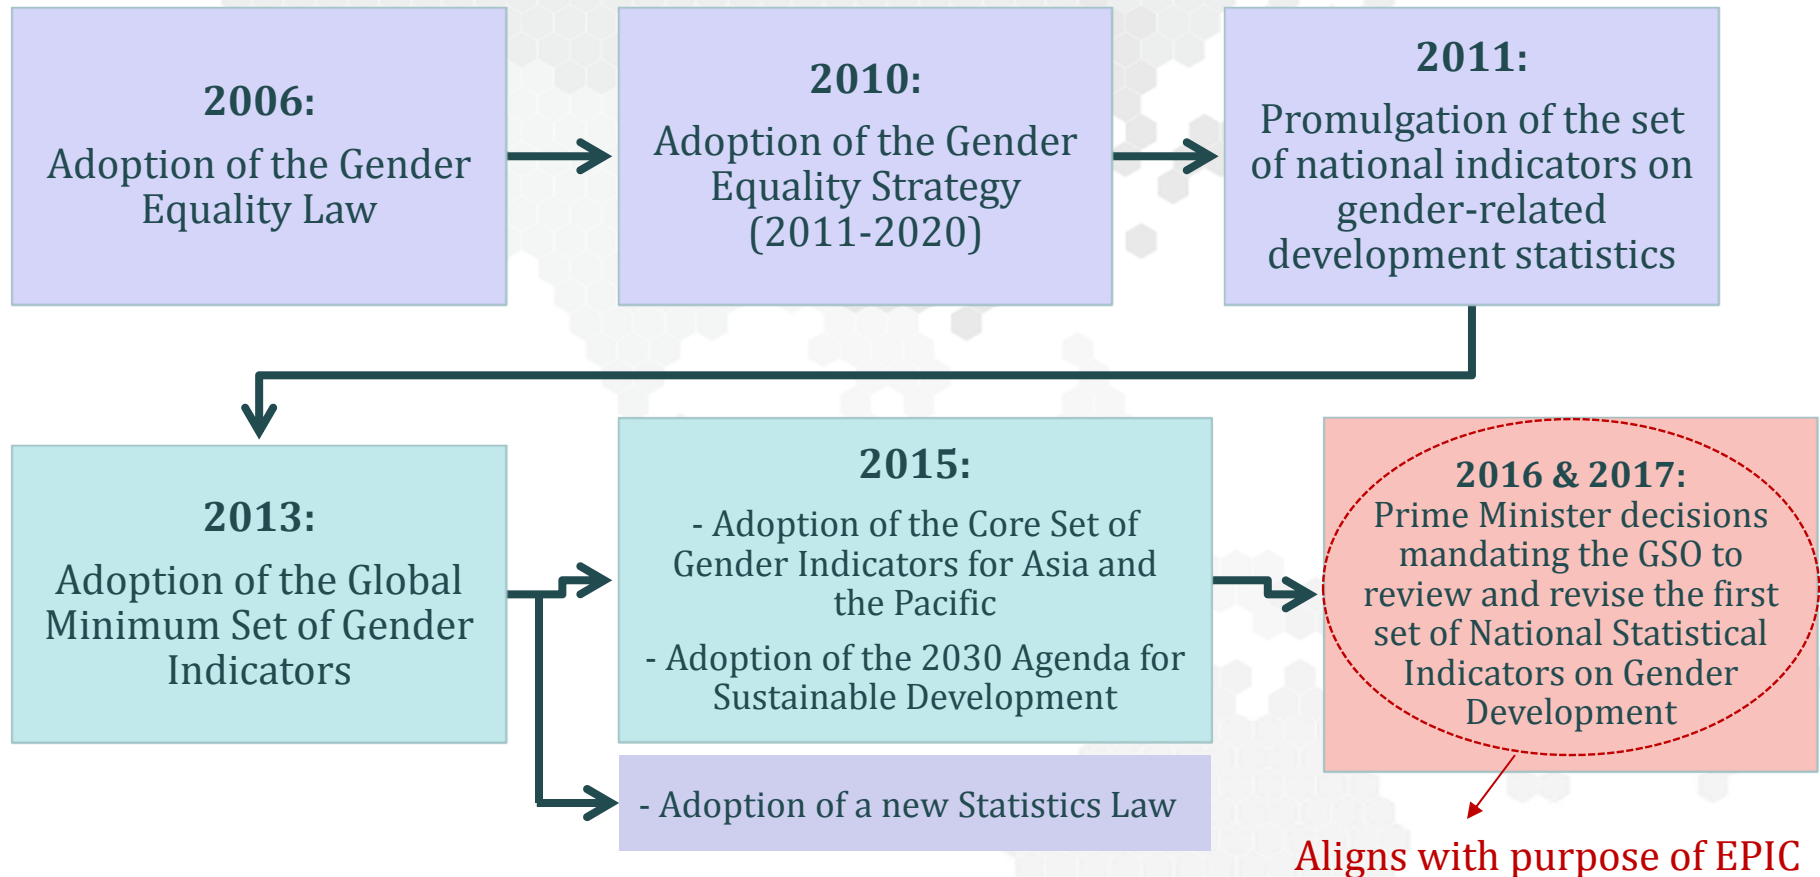 2006:
Adoption of the Gender
Equality Law
2010:
Adoption of the Gender
Equality Strategy
(2011-2020)
2011:
Promulgation of the set
of national indicators on
gender-related
development statistics
2013:
Adoption of the Global
Minimum Set of Gender
Indicators
2015:
- Adoption of the Core Set of
Gender Indicators for Asia and
the Pacific
- Adoption of the 2030 Agenda for
Sustainable Development
- Adoption of a new Statistics Law
2016 & 2017:
Prime Minister decisions
mandating the GSO to
review and revise the first
set of National Statistical
Indicators on Gender
Development
Aligns with purpose of EPIC